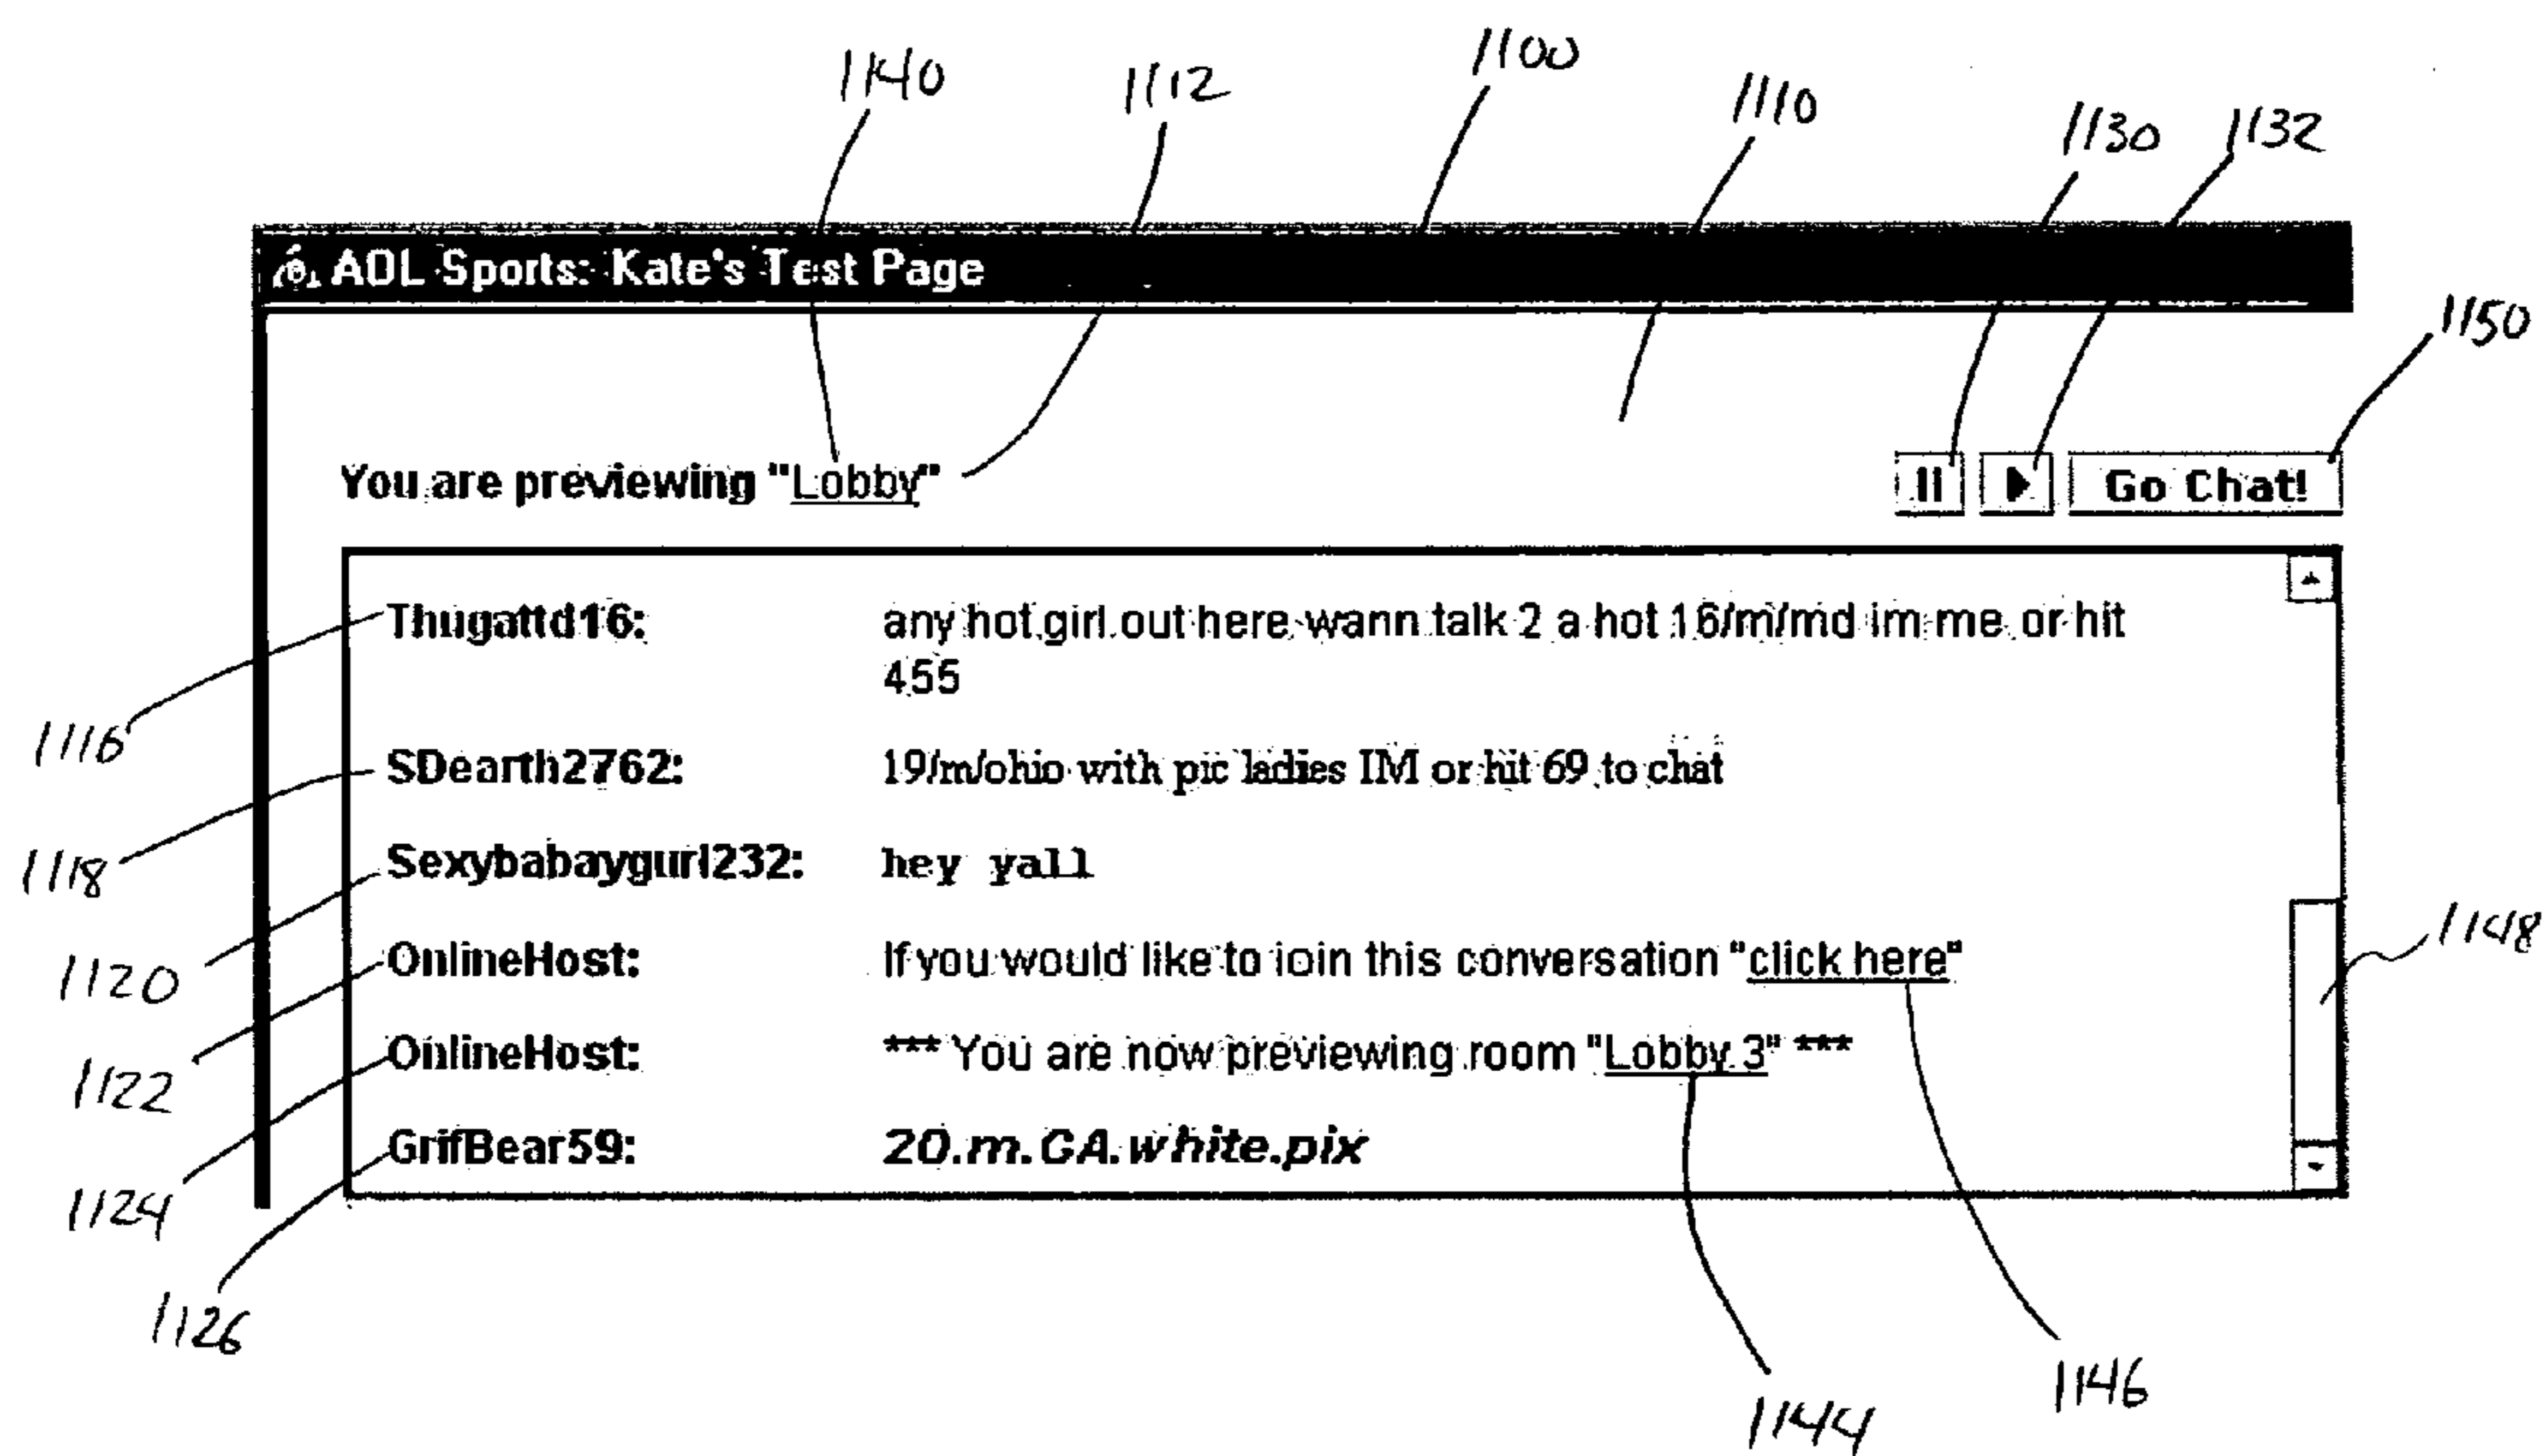 1140 1112 1100 1110 1130 1132
AOL Sports: Kate's Test Page
1150
You are previewing "Lobby" Go Chat!
Thugattd16: any hot girl out here wann talk 2 a hot 16/m/md im me or hit
455
1116
SDearth2762: 19/m/ohio with pic ladies IM or hit 69 to chat
1118
Sexybabaygurl232: hey yall
1148
OnlineHost: If you would like to join this conversation "click here"
1120
OnlineHost: *** You are now previewing room "Lobby 3" ***
1122
GrifBear59: 20.m.GA.white.pix
1124
1126
1146
1144